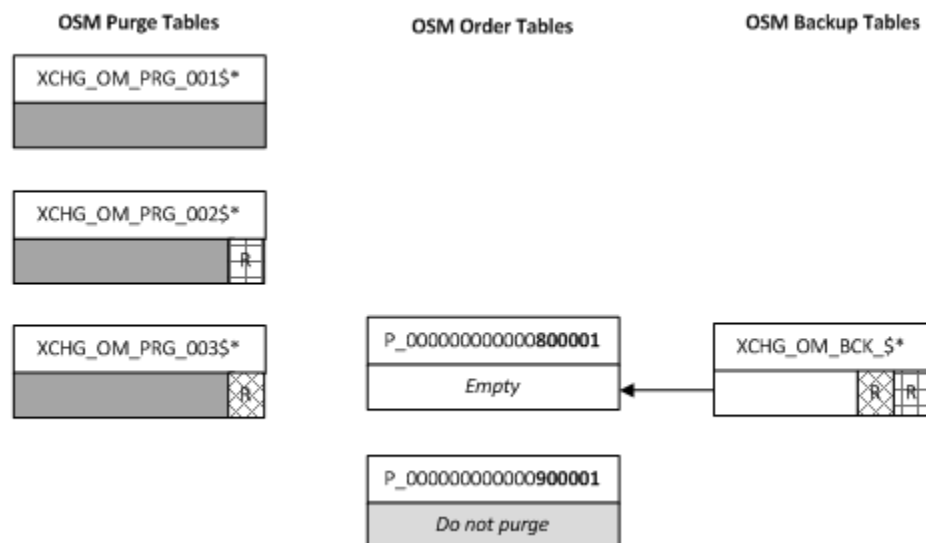 OSM Purge Tables
OSM Order Tables
OSM Backup Tables
XCHG_OM_PRG_001$*
XCHG_OM_PRG_002$*
R
XCHG_OM_PRG_003$*
R
P_000000000000800001
Empty
XCHG_OM_BCK_$*
R R
P_000000000000900001
Do not purge